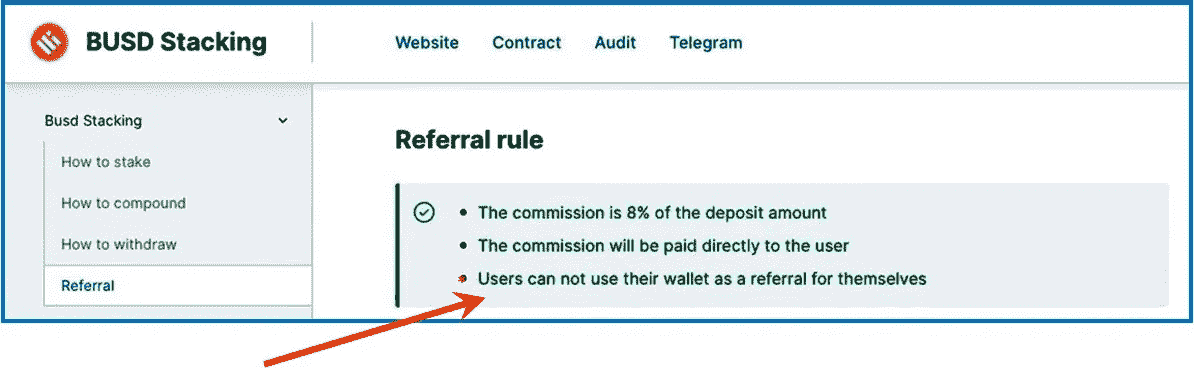 BUSD Stacking
Website Contract Audit Telegram
Busd Stacking
How to stake
How to compound
How to withdraw
Referral
Referral rule
The commission is 8% of the deposit amount
The commission will be paid directly to the user
Users can not use their wallet as a referral for themselves